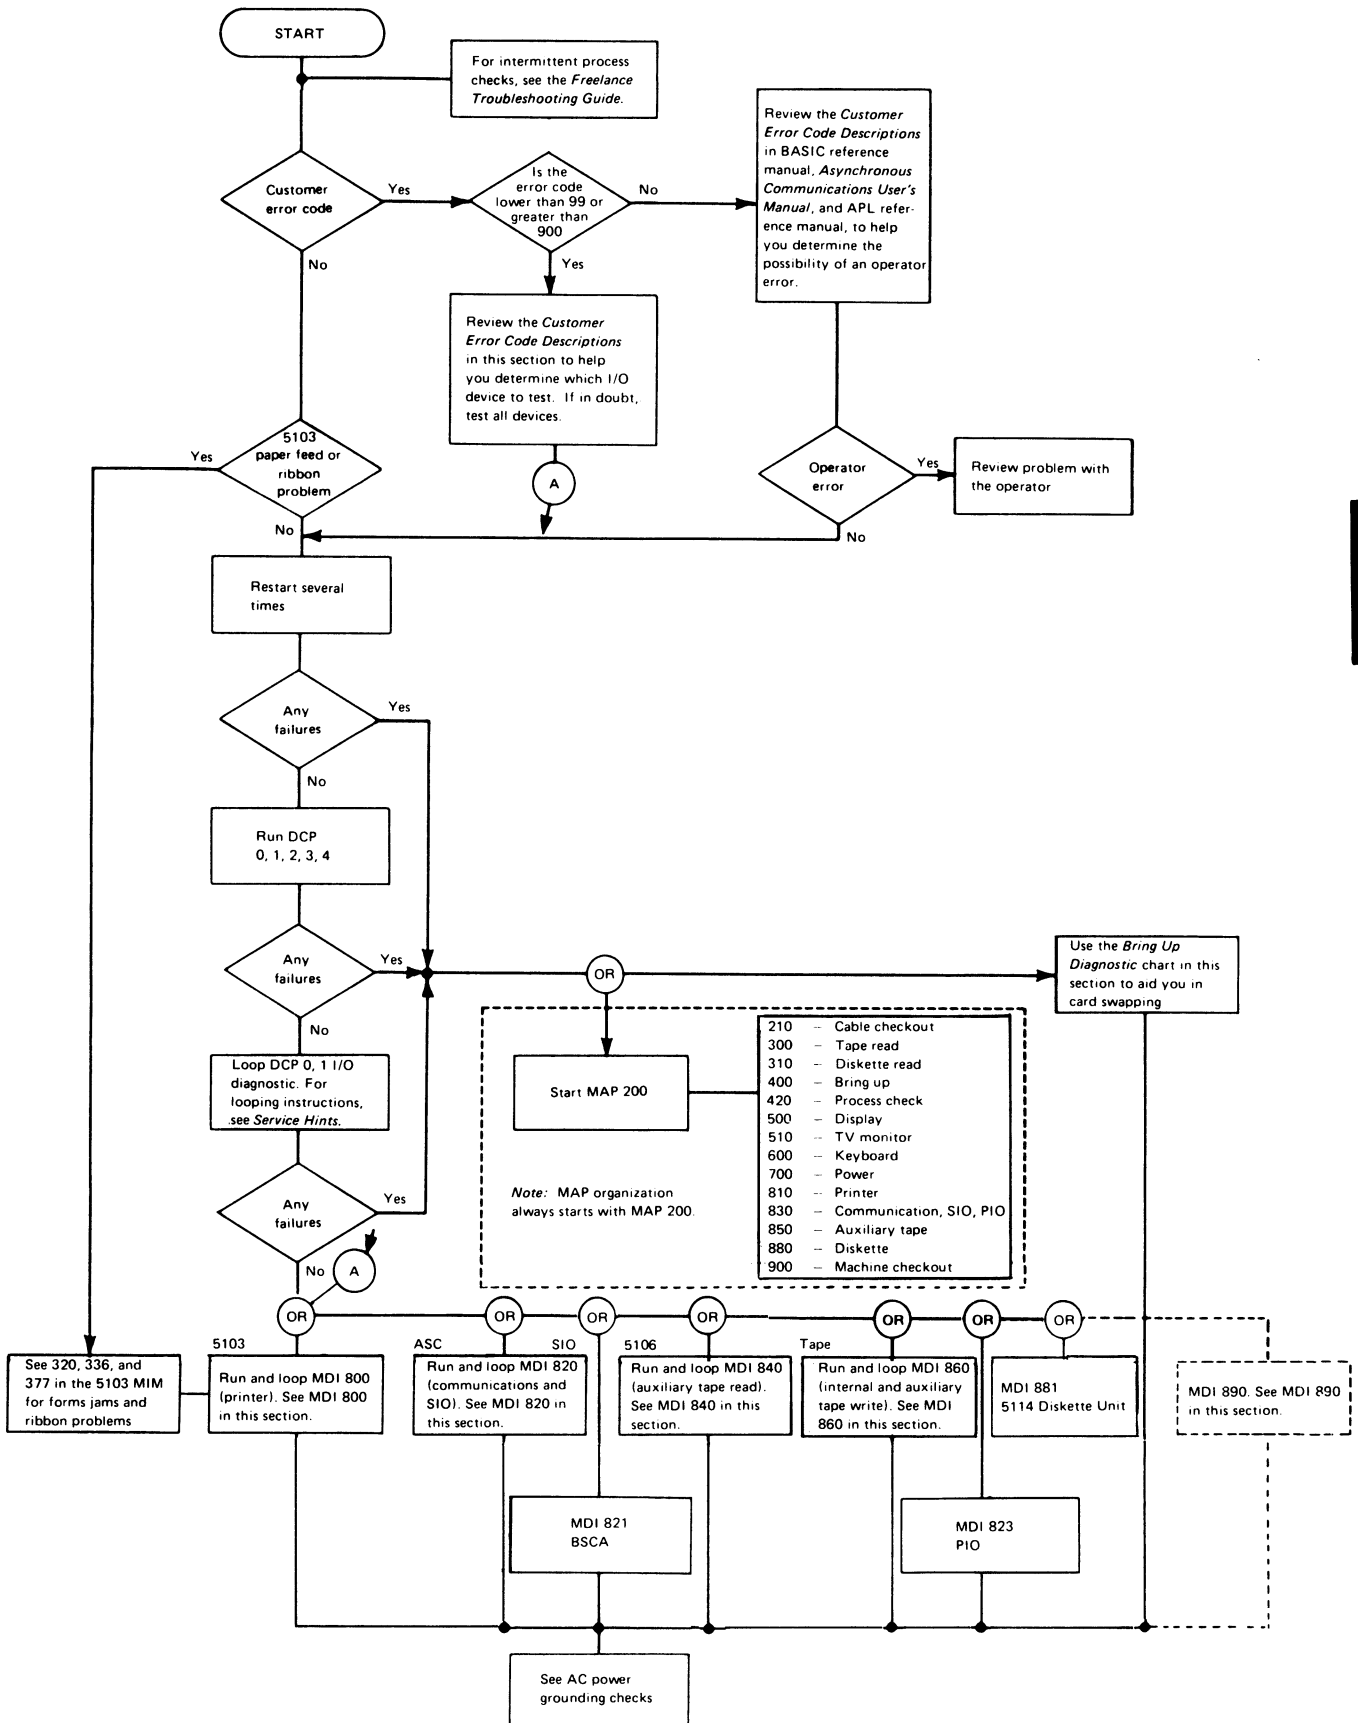 START
For intermittent process
checks, see the Freelance
Troubleshooting Guide.
Customer
error code
Yes
No
Is the
error code
lower than 99 or
greater than
900
No
Yes
Review the Customer
Error Code Descriptions
in BASIC reference
manual, Asynchronous
Communications User's
Manual, and APL refer-
ence manual, to help
you determine the
possibility of an operator
error.
Review the Customer
Error Code Descriptions
in this section to help
you determine which I/O
device to test. If in doubt,
test all devices.
A
5103
paper feed or
ribbon
problem
Yes
No
Operator
error
Yes
No
Review problem with
the operator
Restart several
times
Any
failures
Yes
No
Run DCP
0, 1, 2, 3, 4
Any
failures
Yes
No
OR
Use the Bring Up
Diagnostic chart in this
section to aid you in
card swapping
Loop DCP 0, 1 I/O
diagnostic. For
looping instructions,
see Service Hints.
Start MAP 200
210 – Cable checkout
300 – Tape read
310 – Diskette read
400 – Bring up
420 – Process check
500 – Display
510 – TV monitor
600 – Keyboard
700 – Power
810 – Printer
830 – Communication, SIO, PIO
850 – Auxiliary tape
880 – Diskette
900 – Machine checkout
Note: MAP organization
always starts with MAP 200.
Any
failures
Yes
No
A
OR
OR
OR
OR
OR
OR
OR
5103
ASC
SIO
5106
Tape
See 320, 336, and
377 in the 5103 MIM
for forms jams and
ribbon problems
Run and loop MDI 800
(printer). See MDI 800
in this section.
Run and loop MDI 820
(communications and
SIO). See MDI 820 in
this section.
Run and loop MDI 840
(auxiliary tape read).
See MDI 840 in this
section.
Run and loop MDI 860
(internal and auxiliary
tape write). See MDI
860 in this section.
MDI 881
5114 Diskette Unit
MDI 890. See MDI 890
in this section.
MDI 821
BSCA
MDI 823
PIO
See AC power
grounding checks